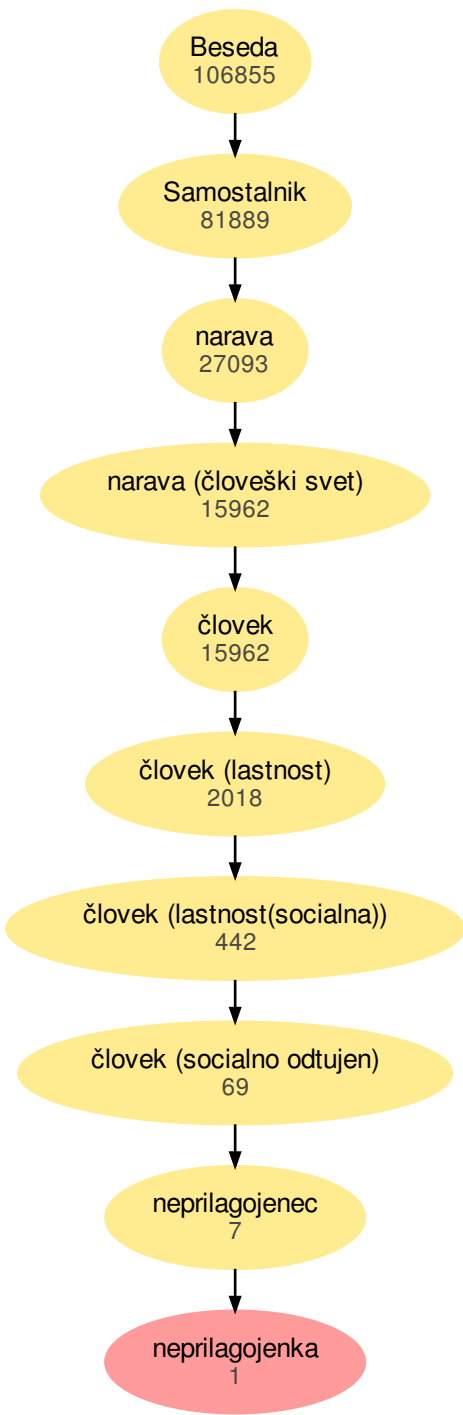 Beseda
106855
Samostalnik
81889
narava
27093
narava (človeški svet)
15962
človek
15962
človek (lastnost)
2018
človek (lastnost(socialna))
442
človek (socialno odtujen)
69
neprilagojenec
7
neprilagojenka
1